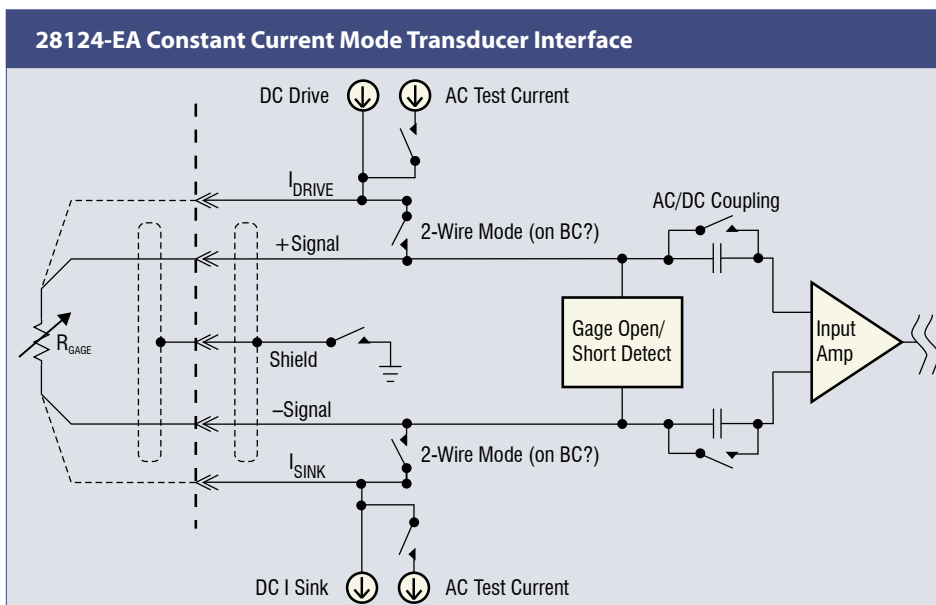 28124-EA Constant Current Mode Transducer Interface
DC Drive
AC Test Current
I_DRIVE
AC/DC Coupling
2-Wire Mode (on BC?)
+Signal
R_GAGE
Shield
Gage Open/
Short Detect
Input
Amp
–Signal
2-Wire Mode (on BC?)
I_SINK
DC I Sink
AC Test Current